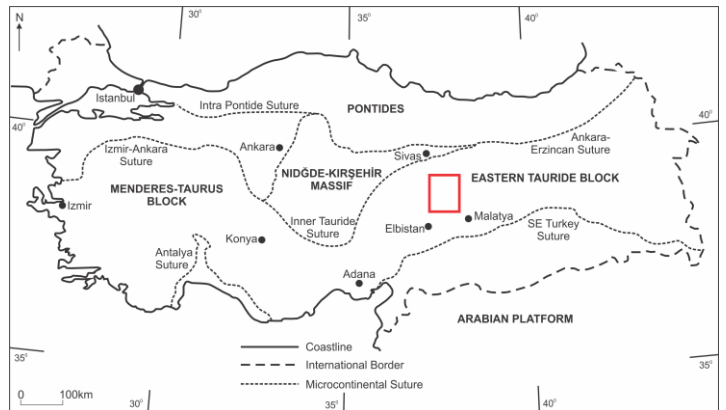 30°
35°
40°
N
Istanbul
Intra Pontide Suture
PONTIDES
40°
40°
Izmir-Ankara
Suture
Ankara
Sivas
Ankara-
Erzincan Suture
NIDĞDE-KIRŞEHİR
MASSIF
EASTERN TAURIDE BLOCK
MENDERES-TAURUS
BLOCK
Izmir
Inner Tauride
Suture
Elbistan
Malatya
SE Turkey
Suture
Konya
Antalya
Suture
Adana
ARABIAN PLATFORM
35°
35°
Coastline
International Border
Microcontinental Suture
0 100km
30°
40°